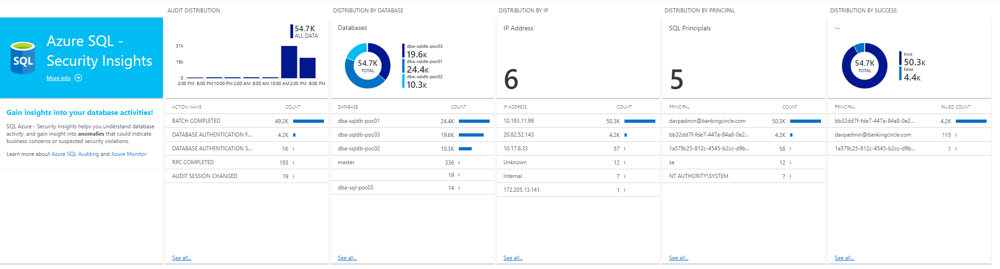 AUDIT DISTRIBUTION
DISTRIBUTION BY DATABASE
DISTRIBUTION BY IP
DISTRIBUTION BY PRINCIPAL
DISTRIBUTION BY SUCCESS
Azure SQL -
Security Insights
SQL
More info
54.7K
ALL DATA
31k
15k
0
2:00 PM 6:00 PM 10:00 PM 2:00 AM 6:00 AM 10:00 AM 2:00 PM 6:00 PM
Databases
54.7K
TOTAL
dba-sqldb-poc03
19.6K
dba-sqldb-poc01
24.4K
dba-sqldb-poc02
10.3K
IP Address
6
SQL Principlals
5
--
54.7K
TOTAL
true
50.3K
false
4.4K
Gain insights into your database activities!
SQL Azure - Security Insights helps you understand database
activity, and gain insight into anomalies that could indicate
business concerns or suspected security violations.
Learn more about Azure SQL Auditing and Azure Monitor
ACTION NAME COUNT
BATCH COMPLETED 49.2K
DATABASE AUTHENTICATION F... 4.2K
DATABASE AUTHENTICATION S... 1K
RPC COMPLETED 193
AUDIT SESSION CHANGED 19
See all...
DATABASE COUNT
dba-sqldb-poc01 24.4K
dba-sqldb-poc03 19.6K
dba-sqldb-poc02 10.3K
master 336
19
dba-sql-poc03 14
See all...
IP ADDRESS COUNT
10.193.11.99 50.3K
20.82.52.143 4.2K
10.17.8.33 57
Unknown 12
Internal 7
172.205.13.141 1
See all...
PRINCIPAL COUNT
davpadmin@bankingcircle.com 50.3K
bb32dd7f-fde7-447a-84a8-0e2... 4.2K
1a579c25-812c-4545-b2cc-d9b... 58
sa 12
NT AUTHORITY\SYSTEM 7
See all...
PRINCIPAL FALIED COUNT
bb32dd7f-fde7-447a-84a8-0e2... 4.2K
davpadmin@bankingcircle.com 115
1a579c25-812c-4545-b2cc-d9b... 1
See all...